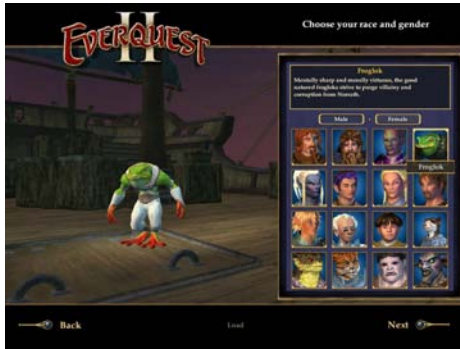 II
EverQuest
Choose your race and gender
Froglok
Mentally sharp and morally virtuous, the good
natured frogloks strive to purge villainy and
corruption from Norrath.
Male - Female
Froglok
Back
Load
Next